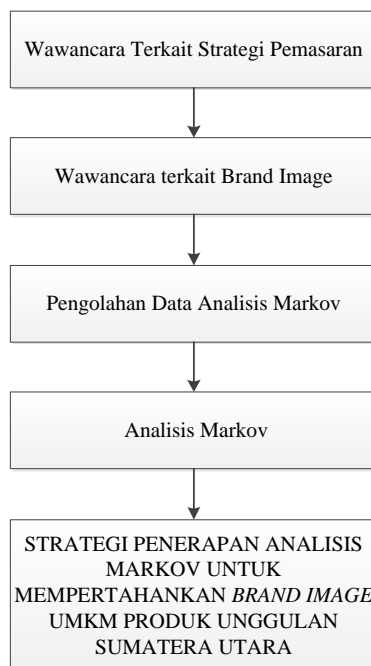 Wawancara Terkait Strategi Pemasaran
Wawancara terkait Brand Image
Pengolahan Data Analisis Markov
Analisis Markov
STRATEGI PENERAPAN ANALISIS
MARKOV UNTUK
MEMPERTAHANKAN BRAND IMAGE
UMKM PRODUK UNGGULAN
SUMATERA UTARA